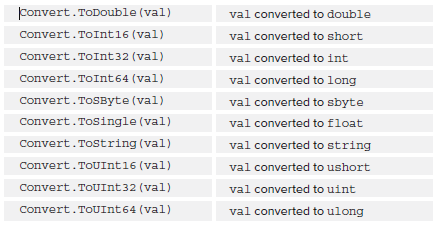 Convert.ToDouble(val) val converted to double
Convert.ToInt16(val) val converted to short
Convert.ToInt32(val) val converted to int
Convert.ToInt64(val) val converted to long
Convert.ToSByte(val) val converted to sbyte
Convert.ToSingle(val) val converted to float
Convert.ToString(val) val converted to string
Convert.ToUInt16(val) val converted to ushort
Convert.ToUInt32(val) val converted to uint
Convert.ToUInt64(val) val converted to ulong